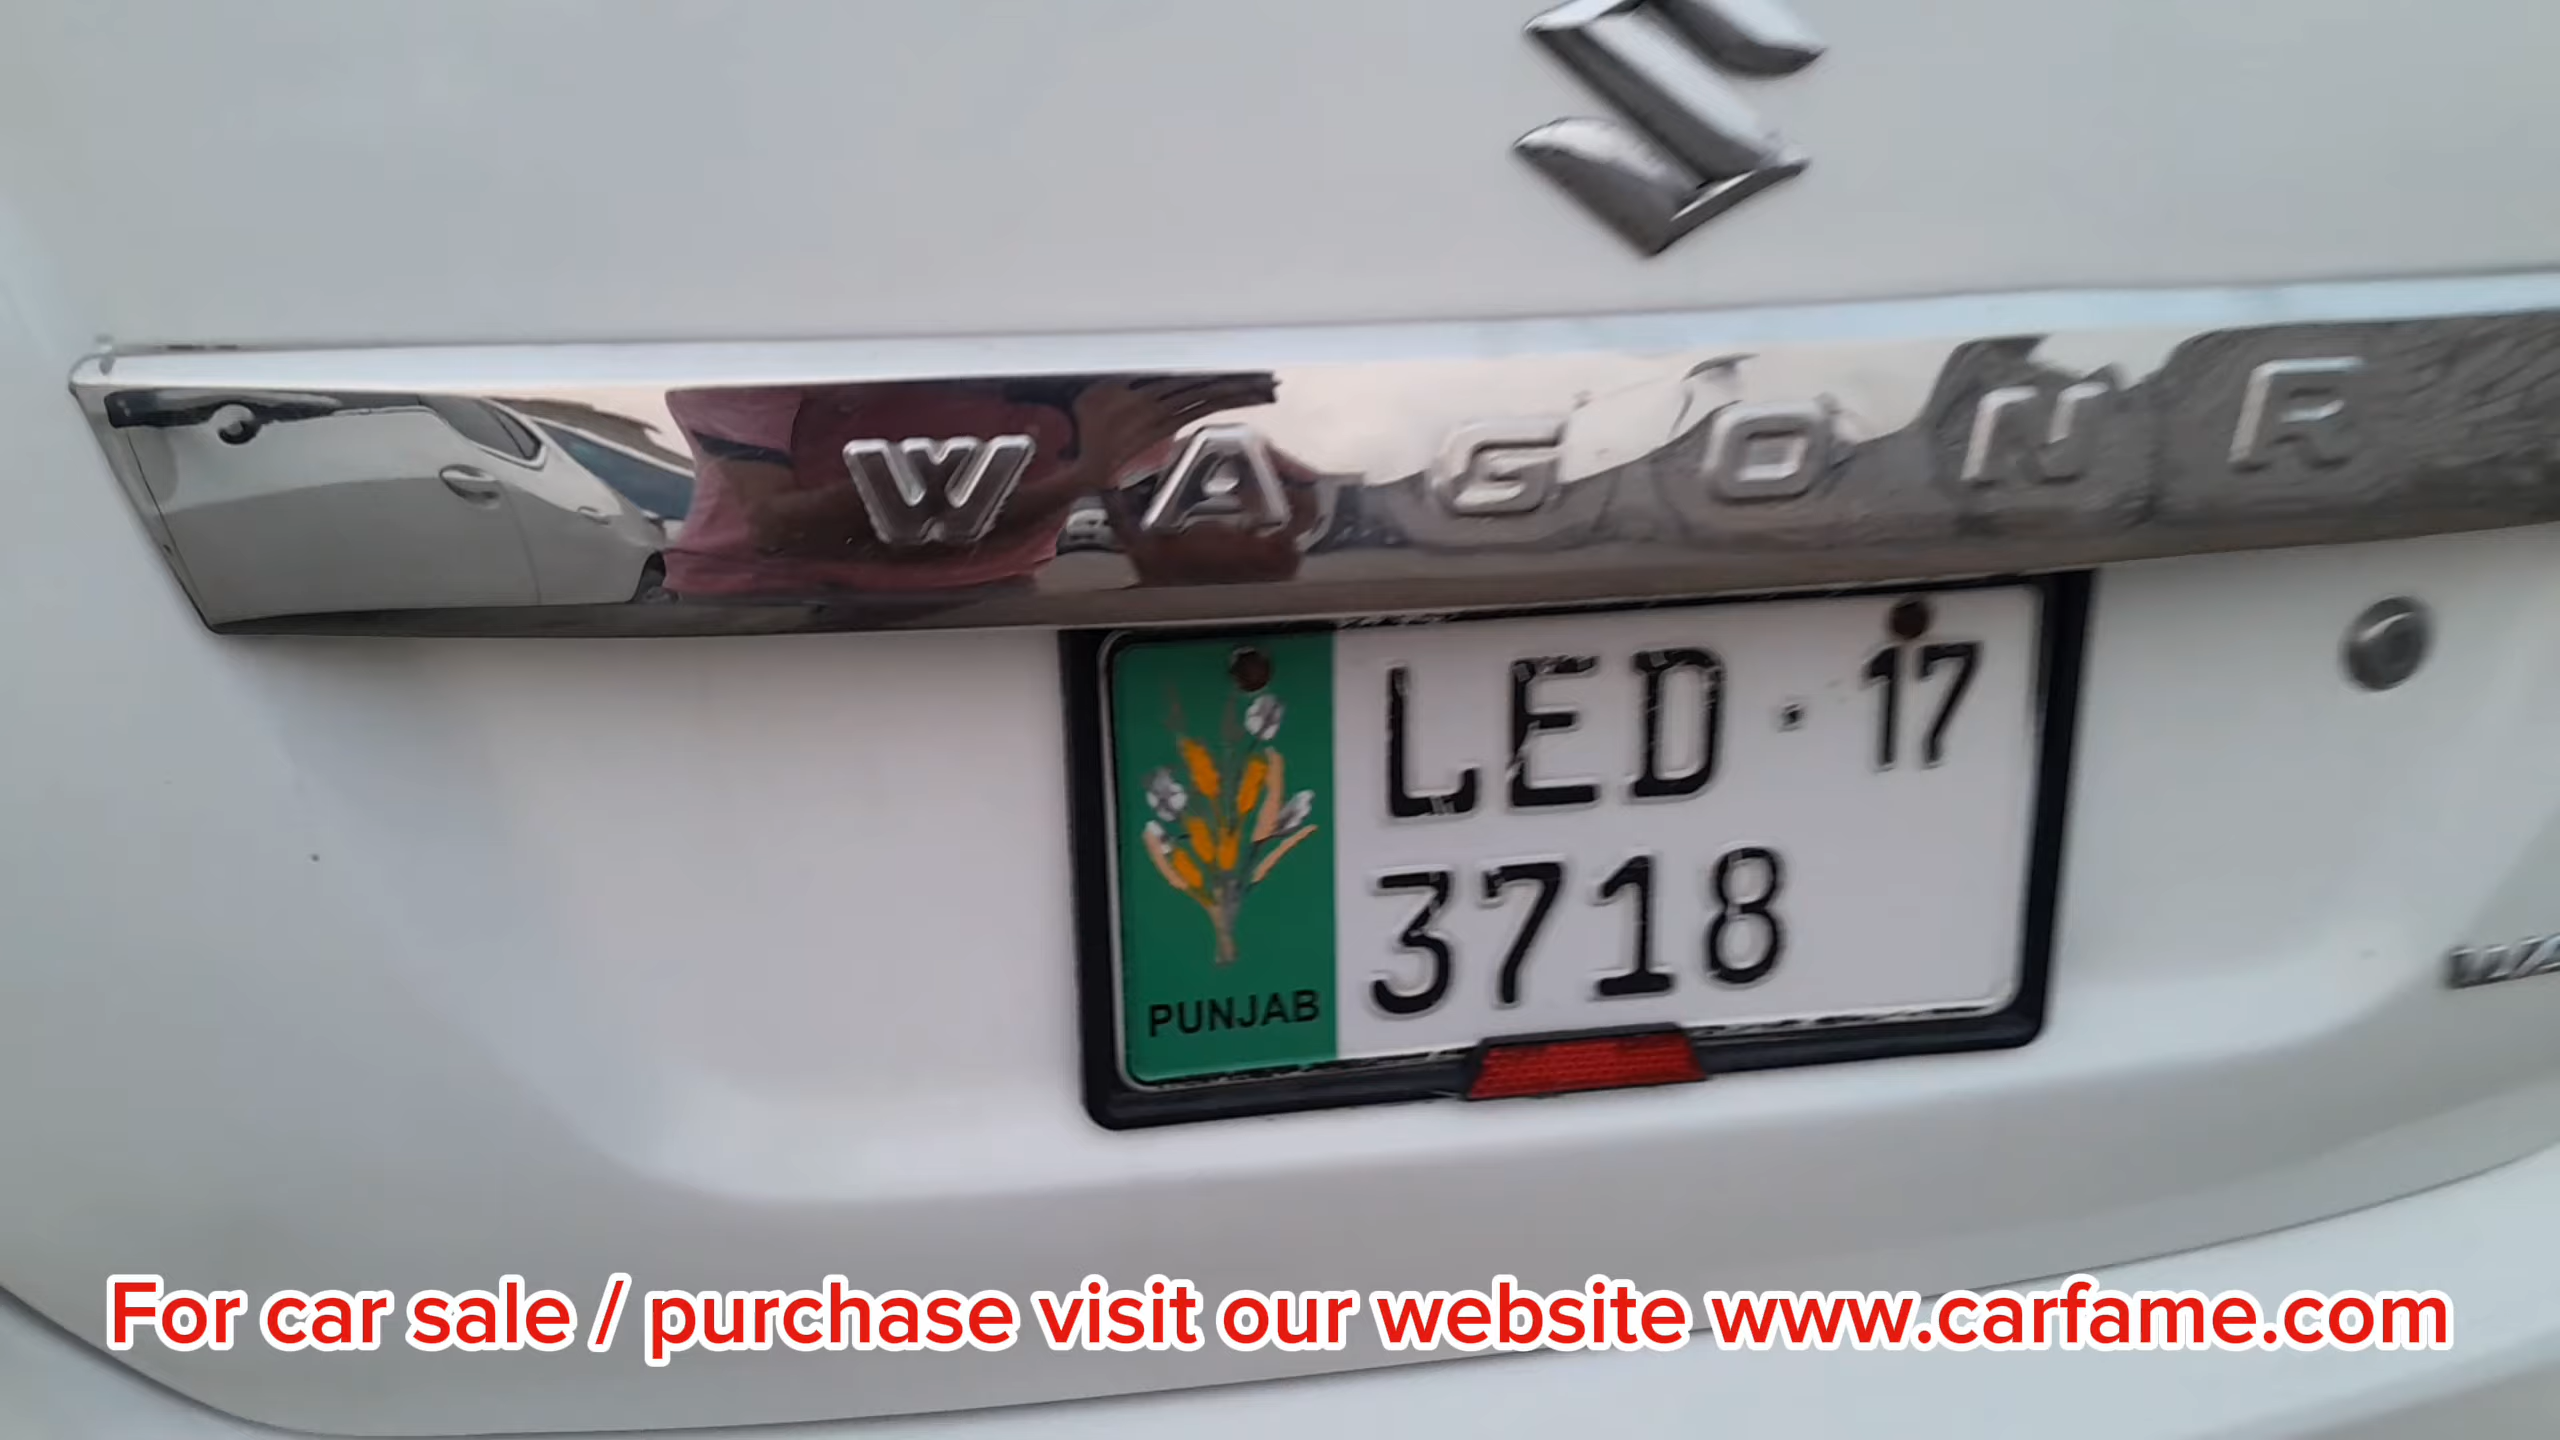 WAGON R
LED · 17
3718
PUNJAB
For car sale / purchase visit our website www.carfame.com